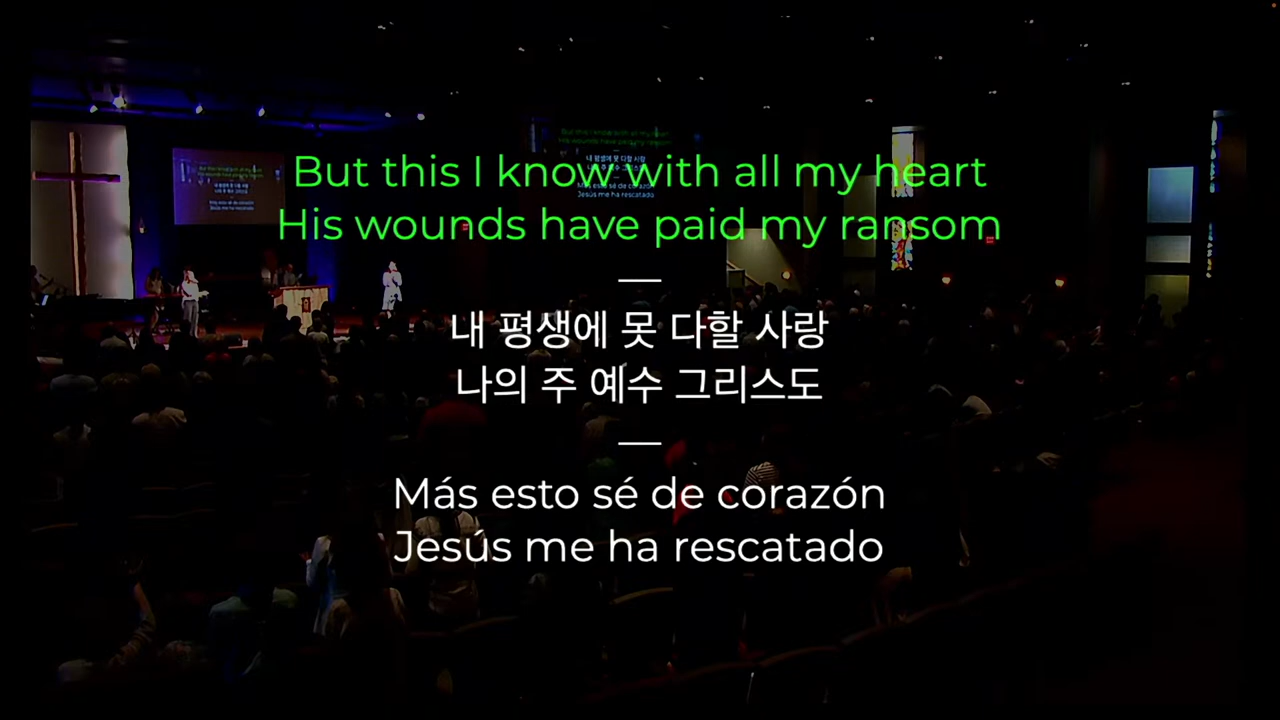 But this I know with all my heart
His wounds have paid my ransom
—
내 평생에 못 다할 사랑
나의 주 예수 그리스도
—
Más esto sé de corazón
Jesús me ha rescatado